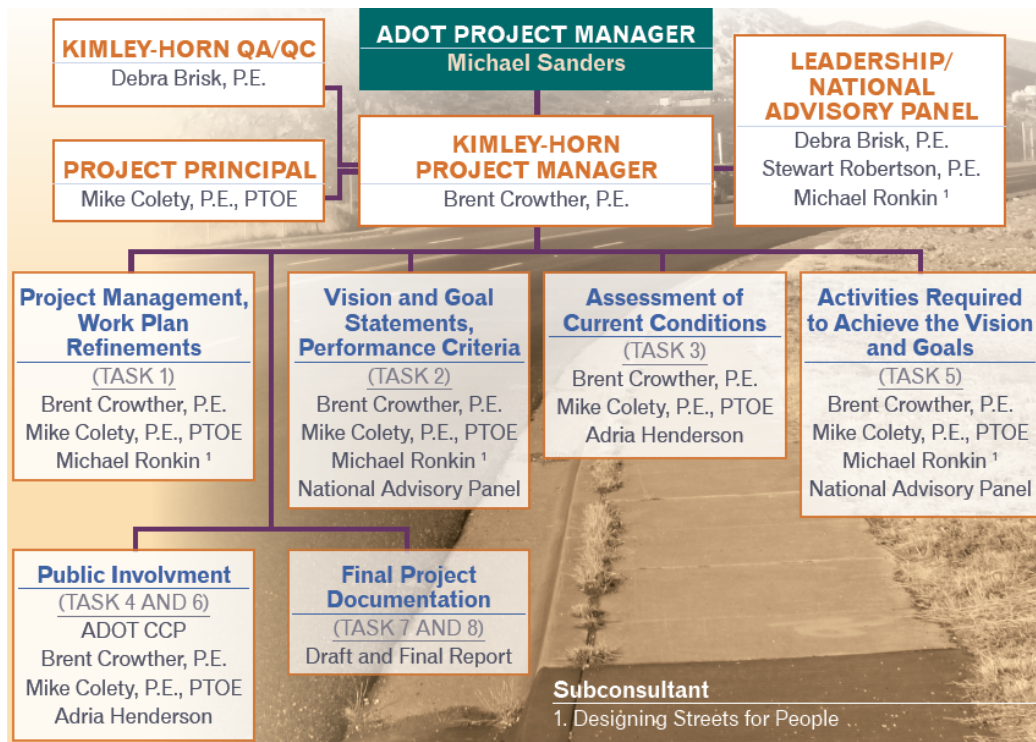 KIMLEY-HORN QA/QC
Debra Brisk, P.E.
ADOT PROJECT MANAGER
Michael Sanders
LEADERSHIP/
NATIONAL
ADVISORY PANEL
Debra Brisk, P.E.
Stewart Robertson, P.E.
Michael Ronkin ¹
PROJECT PRINCIPAL
Mike Colety, P.E., PTOE
KIMLEY-HORN
PROJECT MANAGER
Brent Crowther, P.E.
Project Management,
Work Plan
Refinements
(TASK 1)
Brent Crowther, P.E.
Mike Colety, P.E., PTOE
Michael Ronkin ¹
Vision and Goal
Statements,
Performance Criteria
(TASK 2)
Brent Crowther, P.E.
Mike Colety, P.E., PTOE
Michael Ronkin ¹
National Advisory Panel
Assessment of
Current Conditions
(TASK 3)
Brent Crowther, P.E.
Mike Colety, P.E., PTOE
Adria Henderson
Activities Required
to Achieve the Vision
and Goals
(TASK 5)
Brent Crowther, P.E.
Mike Colety, P.E., PTOE
Michael Ronkin ¹
National Advisory Panel
Public Involvment
(TASK 4 AND 6)
ADOT CCP
Brent Crowther, P.E.
Mike Colety, P.E., PTOE
Adria Henderson
Final Project
Documentation
(TASK 7 AND 8)
Draft and Final Report
Subconsultant
1. Designing Streets for People